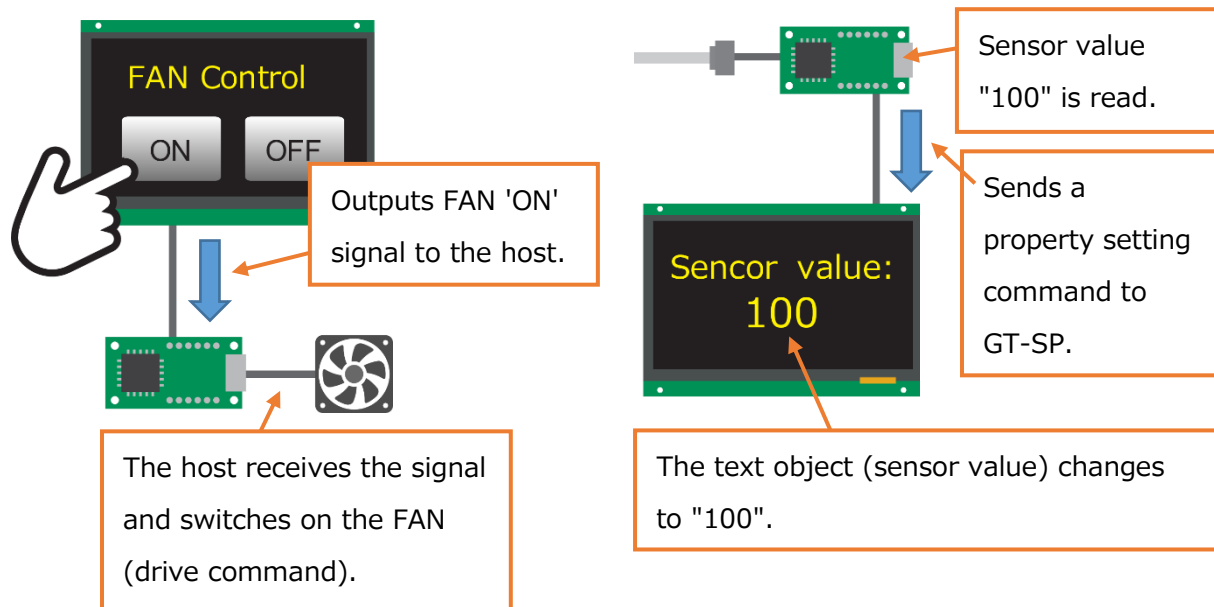 FAN Control
ON
OFF
Outputs FAN 'ON'
signal to the host.
The host receives the signal
and switches on the FAN
(drive command).
Sensor value
"100" is read.
Sends a
property setting
command to
GT-SP.
Sencor value:
100
The text object (sensor value) changes
to "100".